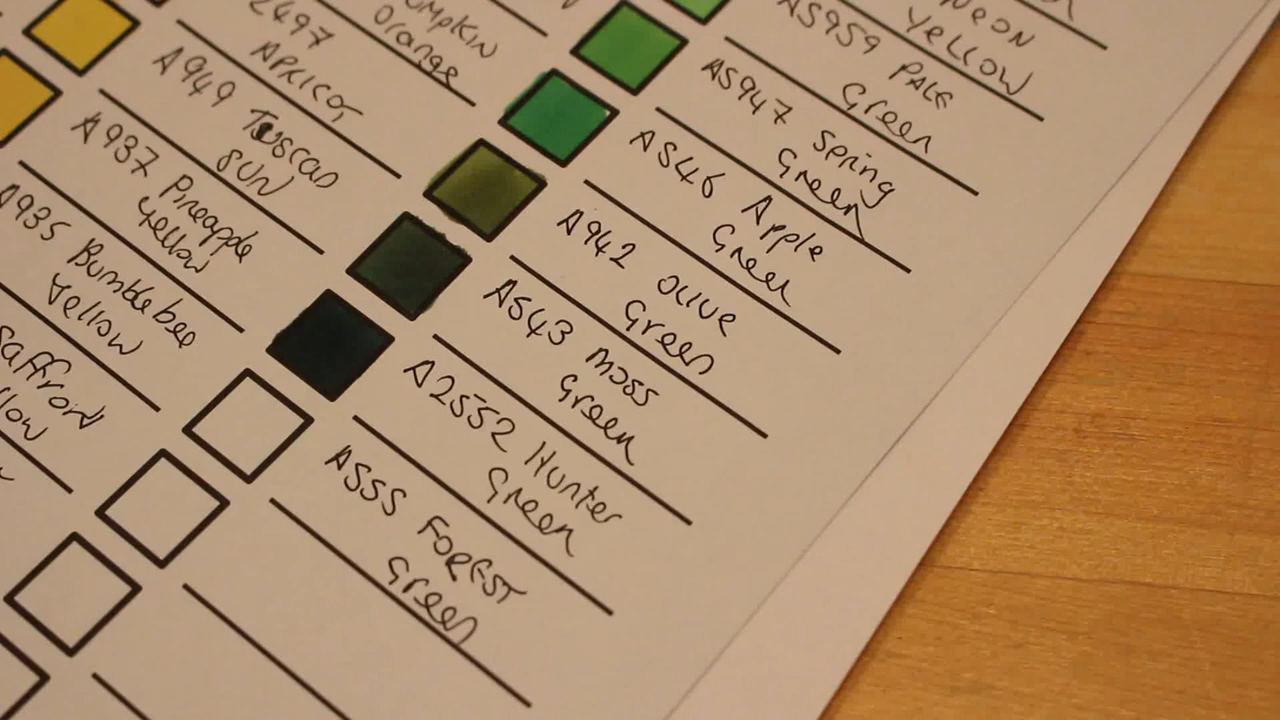 2497
APRICOT
A949 Tuscan
SUN
A937 Pineapple
Yellow
A935 Bumblebee
Yellow
Saffron
PUMPKIN
Orange
NEON
YELLOW
AS959 PALE
Green
AS947 Spring
Green
AS46 Apple
Green
A942 OLIVE
Green
AS43 MOSS
Green
A2552 Hunter
Green
AS55 FOREST
Green